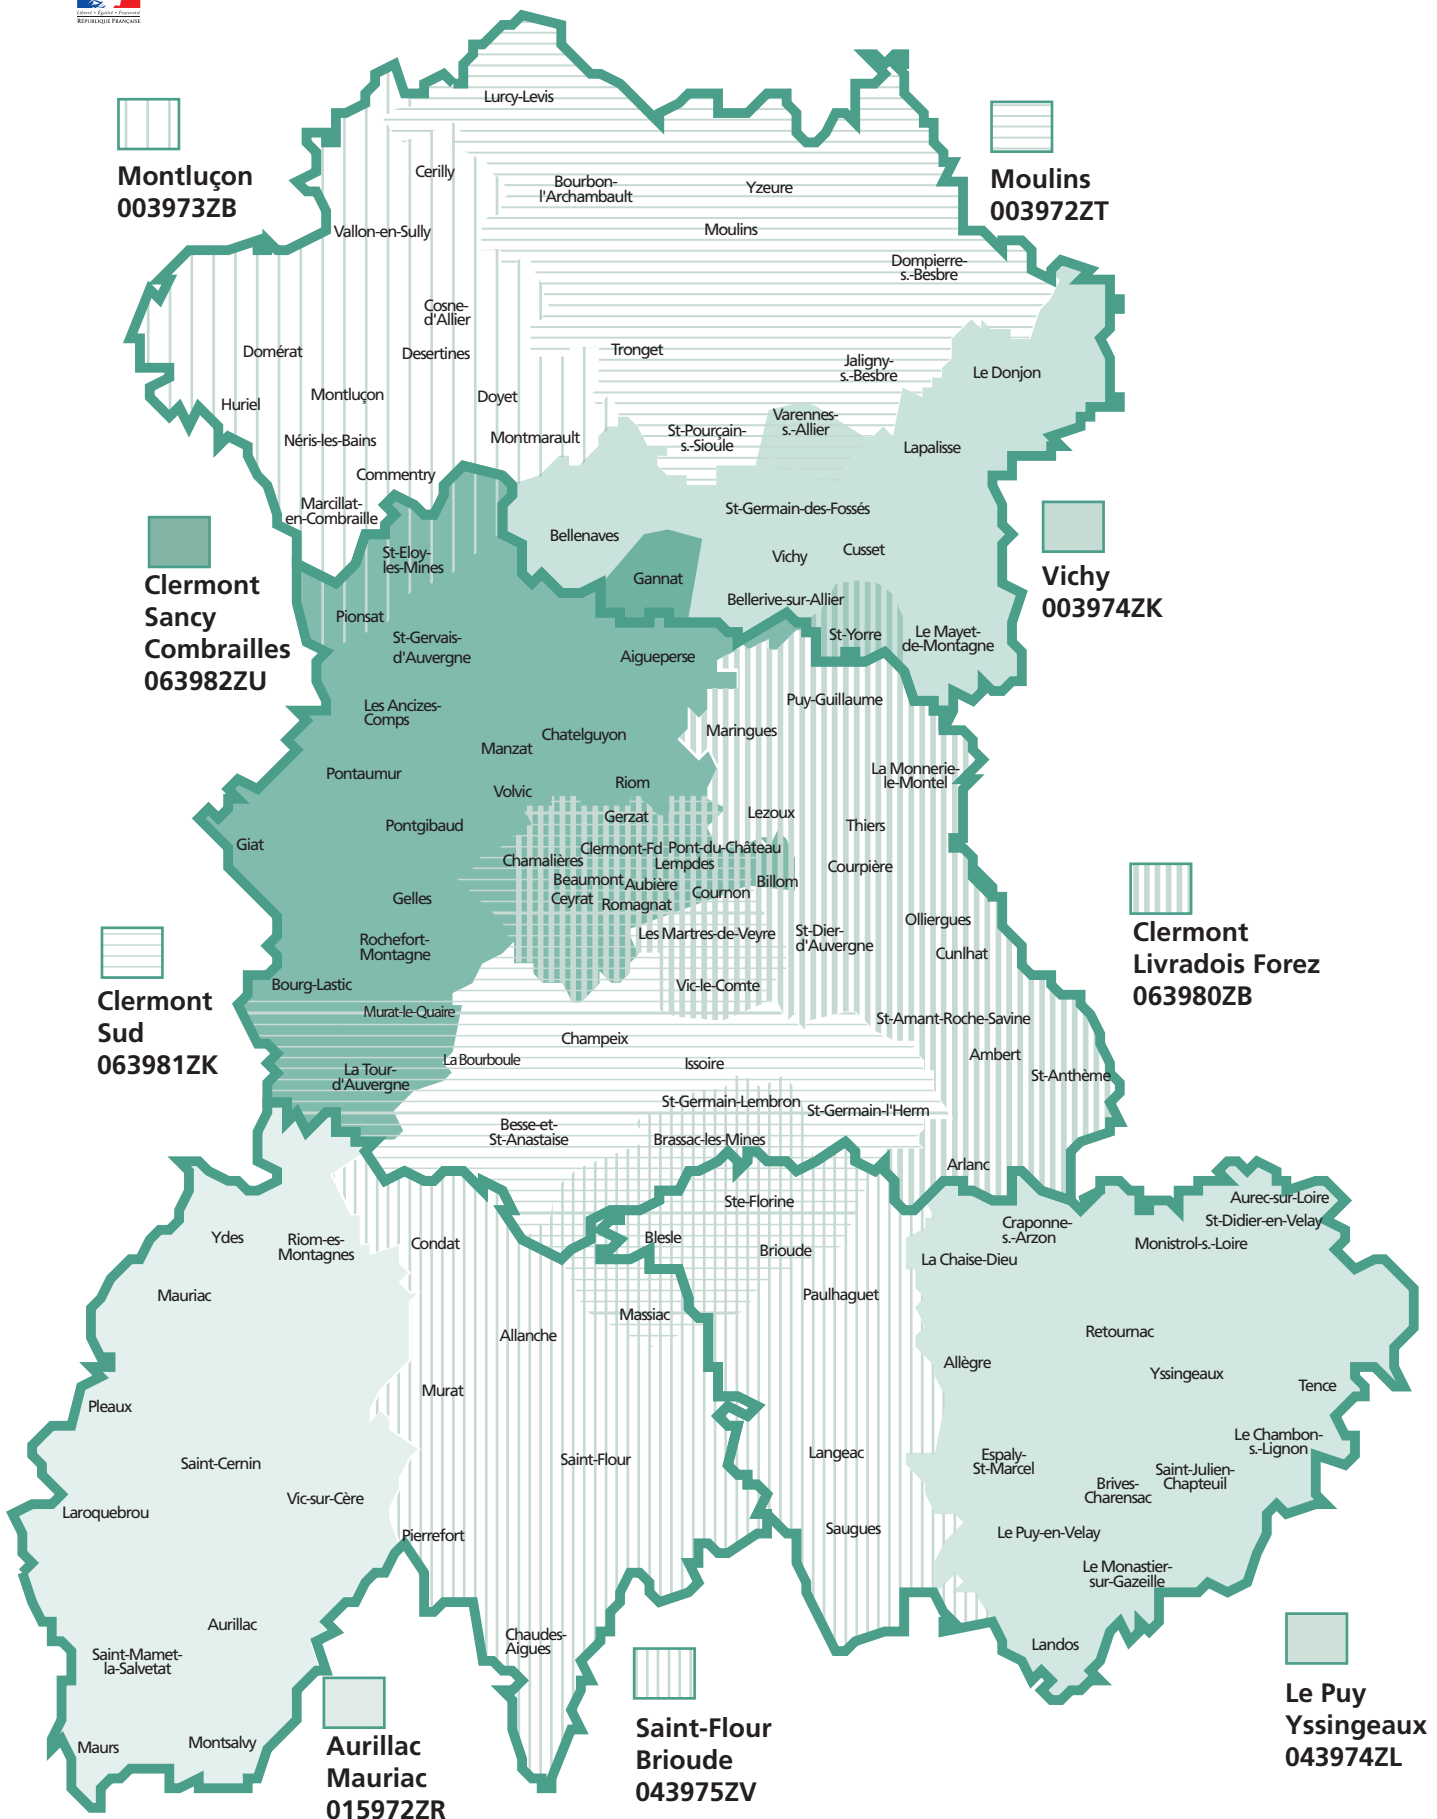 Liberté • Égalité • Fraternité
RÉPUBLIQUE FRANÇAISE
Lurcy-Levis
Montluçon
003973ZB
Moulins
003972ZT
Cerilly
Bourbon-
l'Archambault
Yzeure
Vallon-en-Sully
Moulins
Dompierre-
s.-Besbre
Cosne-
d'Allier
Domérat
Desertines
Tronget
Jaligny-
s.-Besbre
Le Donjon
Huriel
Montluçon
Doyet
Varennes-
s.-Allier
Néris-les-Bains
Montmarault
St-Pourçain-
s.-Sioule
Lapalisse
Commentry
Marcillat-
en-Combraille
St-Germain-des-Fossés
Bellenaves
Vichy
Cusset
St-Eloy-
les-Mines
Gannat
Clermont
Sancy
Combrailles
063982ZU
Vichy
003974ZK
Bellerive-sur-Allier
Pionsat
St-Gervais-
d'Auvergne
St-Yorre
Le Mayet-
de-Montagne
Aigueperse
Les Ancizes-
Comps
Puy-Guillaume
Chatelguyon
Manzat
Maringues
Pontaumur
La Monnerie-
le-Montel
Volvic
Riom
Pontgibaud
Gerzat
Lezoux
Thiers
Giat
Clermont-Fd
Pont-du-Château
Chamalières
Lempdes
Courpière
Beaumont
Aubière
Billom
Gelles
Ceyrat
Romagnat
Cournon
Olliergues
Rochefort-
Montagne
Les Martres-de-Veyre
St-Dier-
d'Auvergne
Cunlhat
Clermont
Livradois Forez
063980ZB
Bourg-Lastic
Vic-le-Comte
Clermont
Sud
063981ZK
Murat-le-Quaire
St-Amant-Roche-Savine
Champeix
La Bourboule
Issoire
Ambert
La Tour-
d'Auvergne
St-Anthème
St-Germain-Lembron
St-Germain-l'Herm
Besse-et-
St-Anastaise
Brassac-les-Mines
Arlanc
Ste-Florine
Aurec-sur-Loire
Ydes
Riom-es-
Montagnes
Condat
Blesle
Brioude
Craponne-
s.-Arzon
St-Didier-en-Velay
Monistrol-s.-Loire
La Chaise-Dieu
Mauriac
Paulhaguet
Massiac
Allanche
Retournac
Allègre
Yssingeaux
Murat
Tence
Pleaux
Saint-Cernin
Saint-Flour
Langeac
Espaly-
St-Marcel
Le Chambon-
s.-Lignon
Saint-Julien-
Chapteuil
Brives-
Charensac
Vic-sur-Cère
Laroquebrou
Pierrefort
Saugues
Le Puy-en-Velay
Le Monastier-
sur-Gazeille
Aurillac
Chaudes-
Aigues
Landos
Saint-Mamet-
la-Salvetat
Maurs
Montsalvy
Aurillac
Mauriac
015972ZR
Saint-Flour
Brioude
043975ZV
Le Puy
Yssingeaux
043974ZL